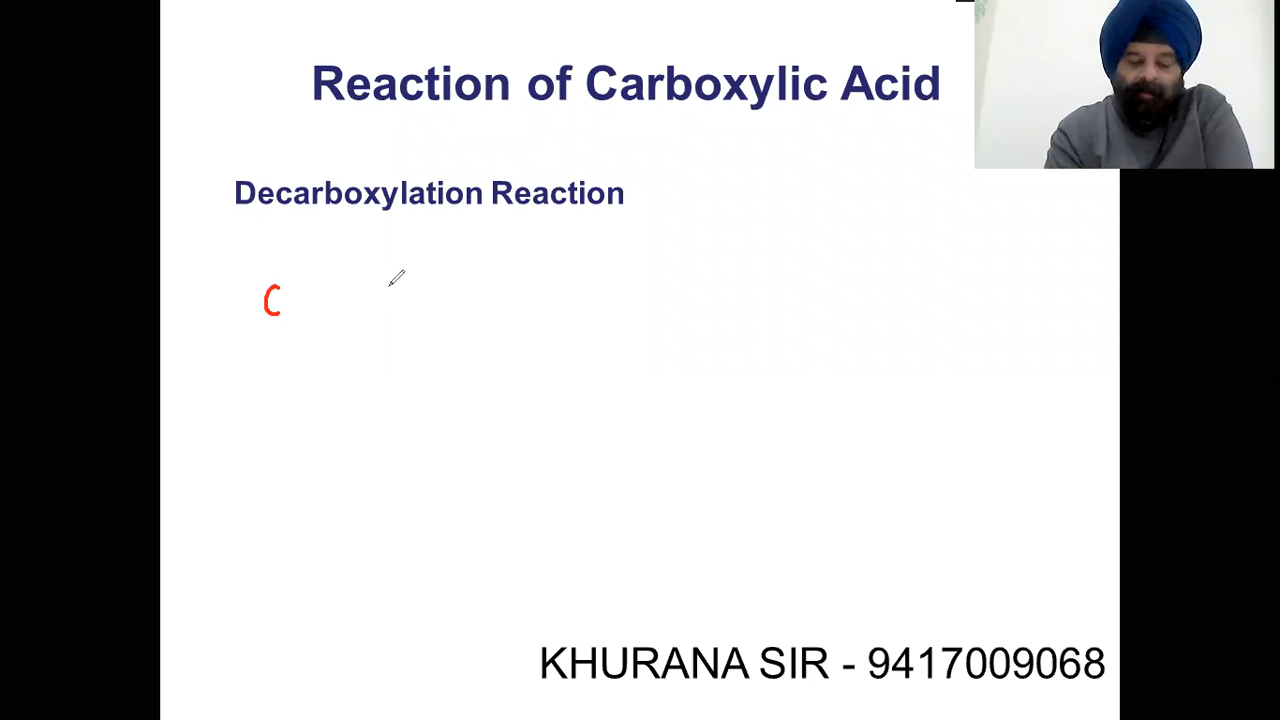 Reaction of Carboxylic Acid
Decarboxylation Reaction
C
KHURANA SIR - 9417009068